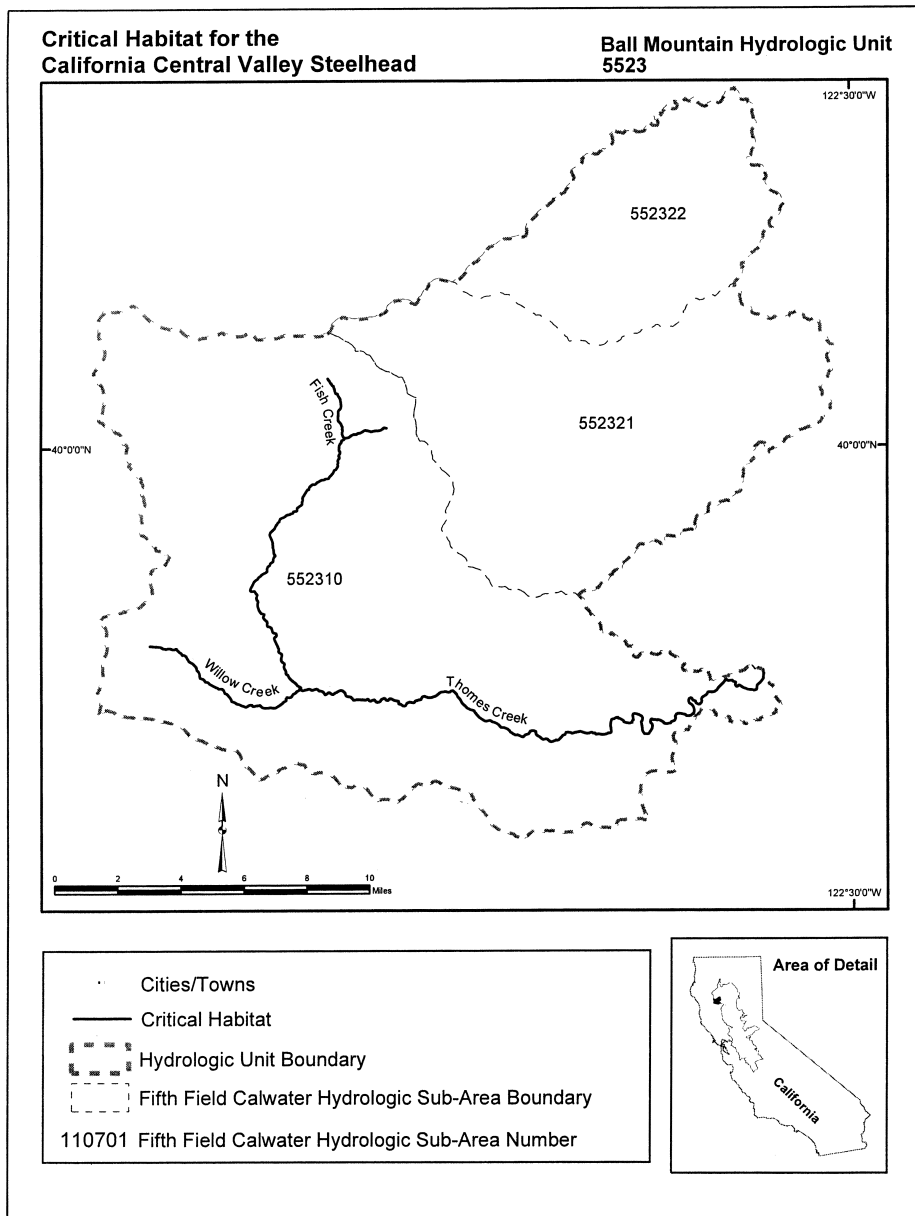 Critical Habitat for the
California Central Valley Steelhead
Ball Mountain Hydrologic Unit
5523
122°30'0"W
552322
Fish Creek
552321
40°0'0"N
40°0'0"N
552310
Willow Creek
Thomes Creek
N
0 2 4 6 8 10
Miles
122°30'0"W
Cities/Towns
Critical Habitat
Hydrologic Unit Boundary
Fifth Field Calwater Hydrologic Sub-Area Boundary
110701 Fifth Field Calwater Hydrologic Sub-Area Number
Area of Detail
California